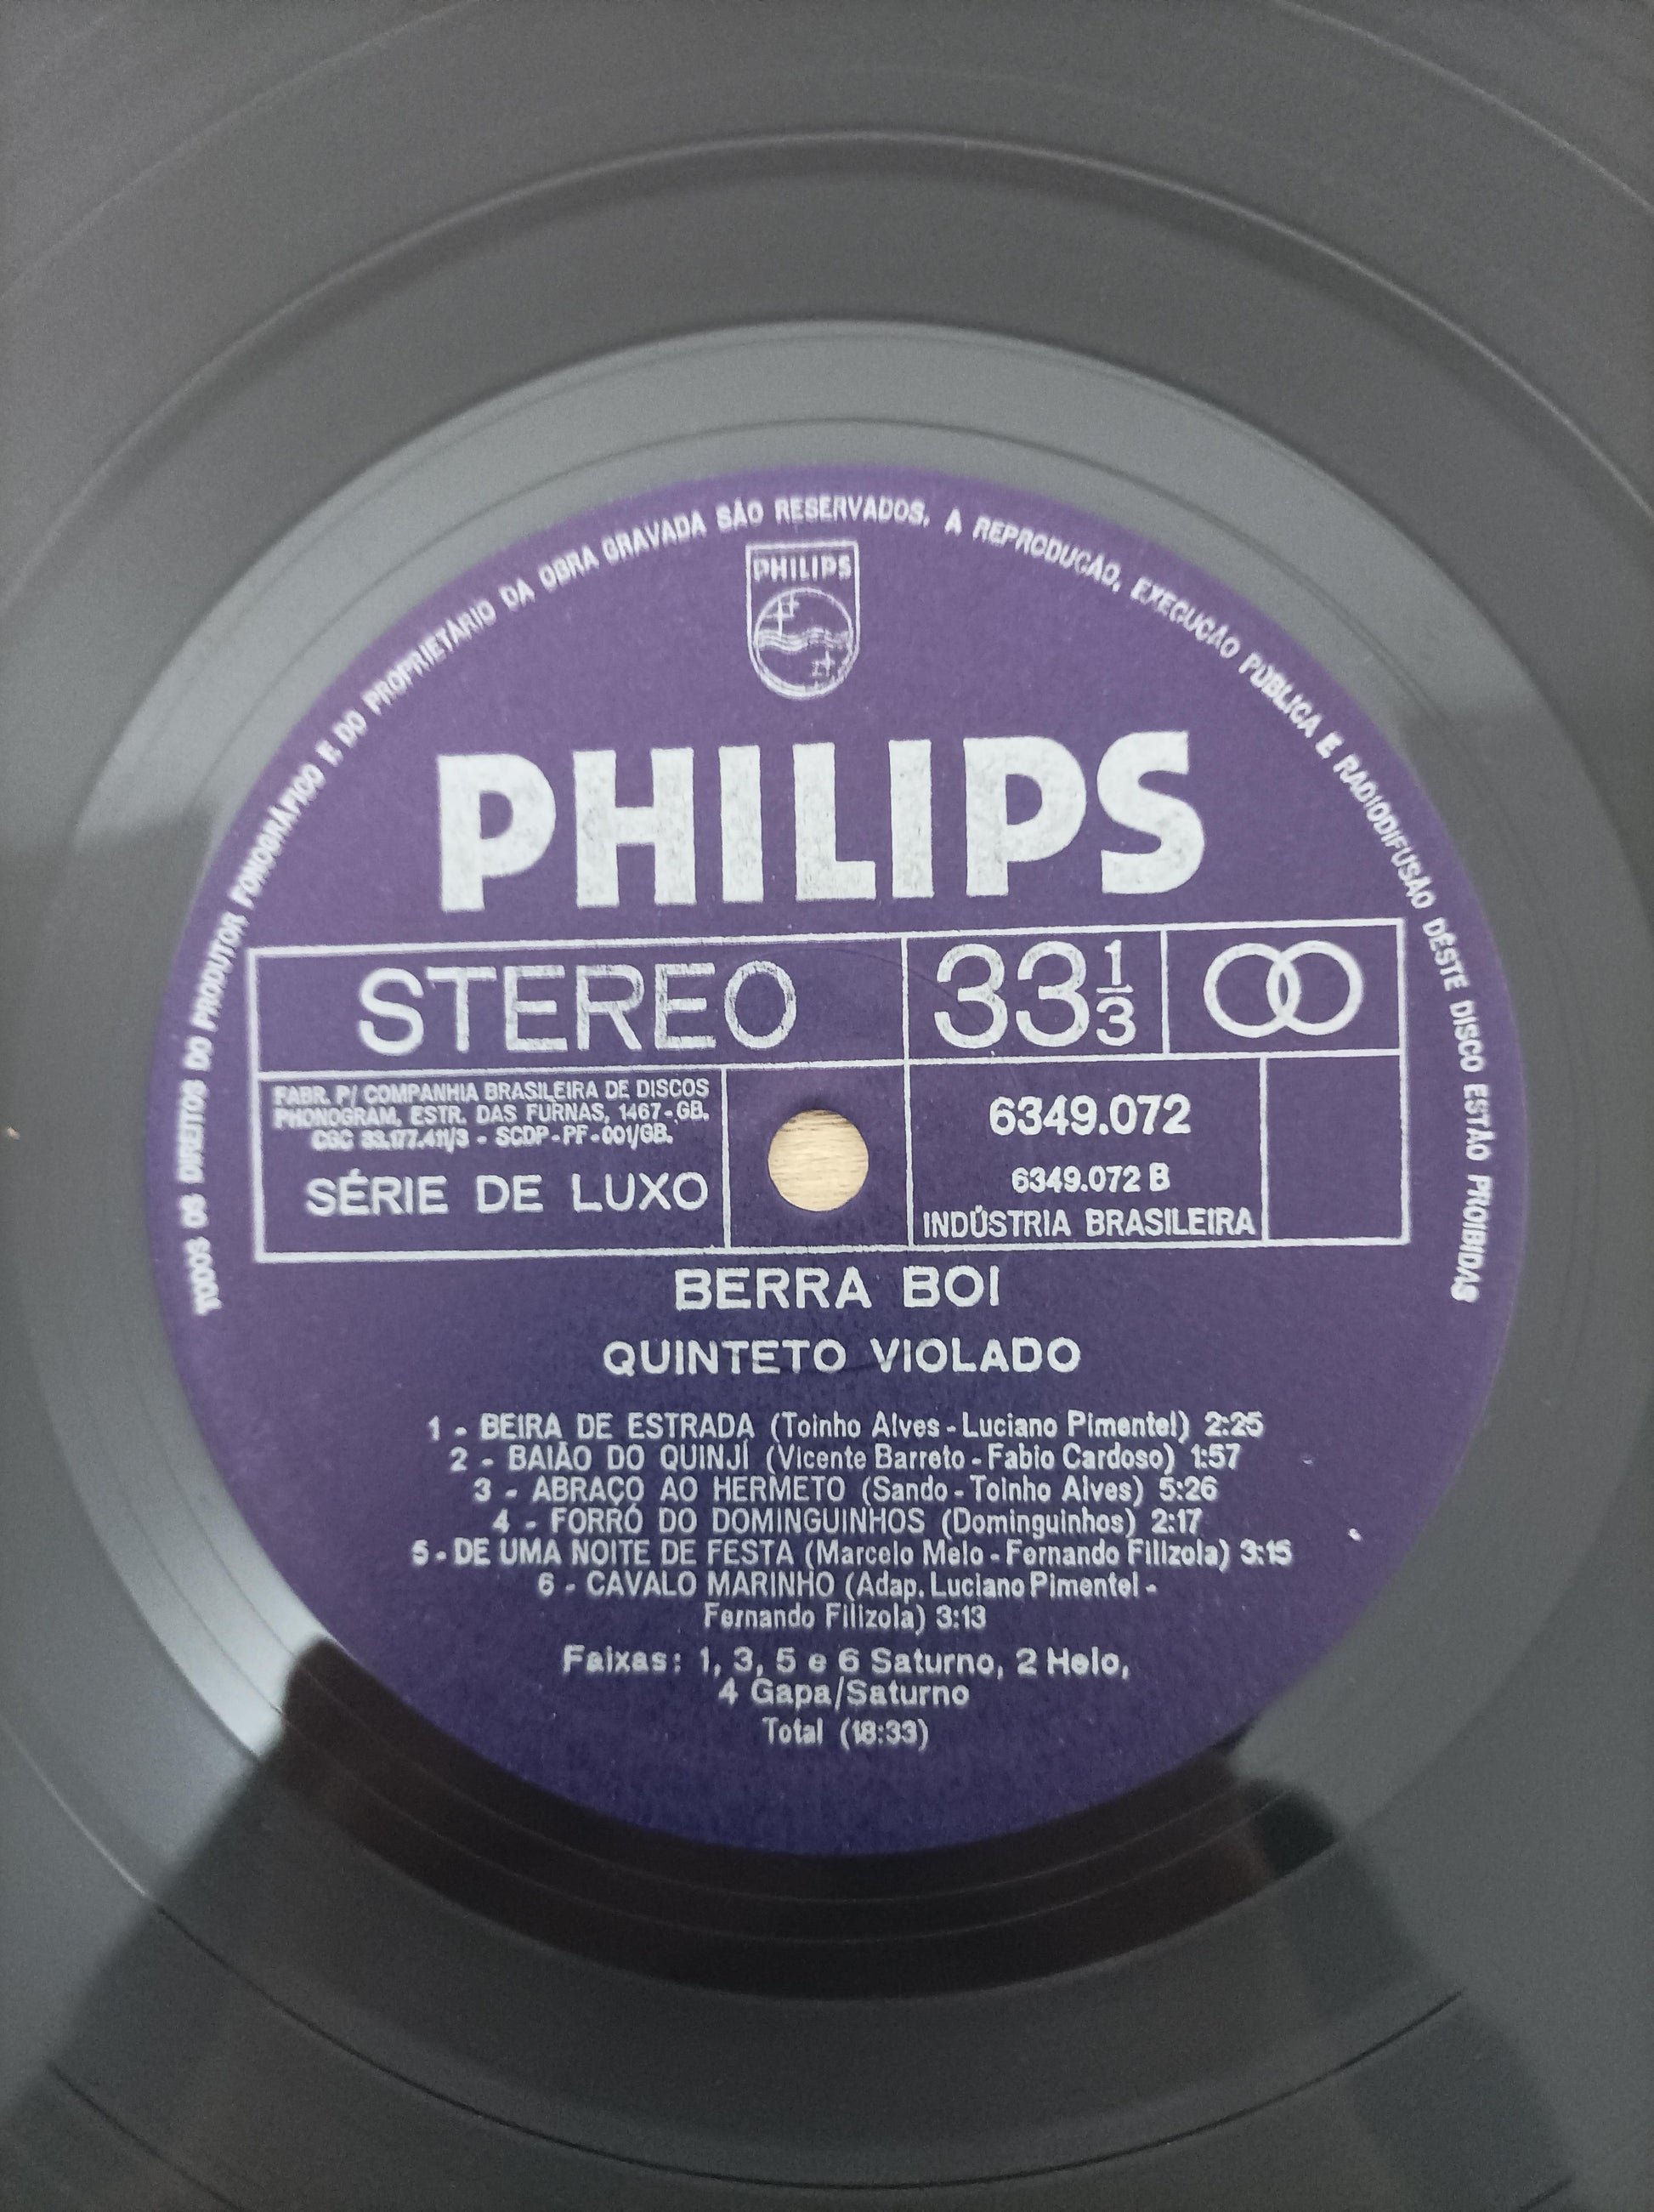 TODOS OS DIREITOS DO PRODUTOR FONOGRÁFICO E DO PROPRIETÁRIO DA OBRA GRAVADA SÃO RESERVADOS. A REPRODUÇÃO, EXECUÇÃO PÚBLICA E RADIODIFUSÃO DÊSTE DISCO ESTÃO PROIBIDAS
PHILIPS
PHILIPS
STEREO
33 1/3
FABR. P/ COMPANHIA BRASILEIRA DE DISCOS
PHONOGRAM, ESTR. DAS FURNAS, 1467-GB.
CGC 33.177.411/3 - SCDP-PF-001/GB.
SÉRIE DE LUXO
6349.072
6349.072 B
INDÚSTRIA BRASILEIRA
BERRA BOI
QUINTETO VIOLADO
1 - BEIRA DE ESTRADA (Toinho Alves - Luciano Pimentel) 2:25
2 - BAIÃO DO QUINJÍ (Vicente Barreto - Fabio Cardoso) 1:57
3 - ABRAÇO AO HERMETO (Sando - Toinho Alves) 5:26
4 - FORRÓ DO DOMINGUINHOS (Dominguinhos) 2:17
5 - DE UMA NOITE DE FESTA (Marcelo Melo - Fernando Filizola) 3:15
6 - CAVALO MARINHO (Adap. Luciano Pimentel -
Fernando Filizola) 3:13
Faixas: 1, 3, 5 e 6 Saturno, 2 Helo,
4 Gapa/Saturno
Total (18:33)